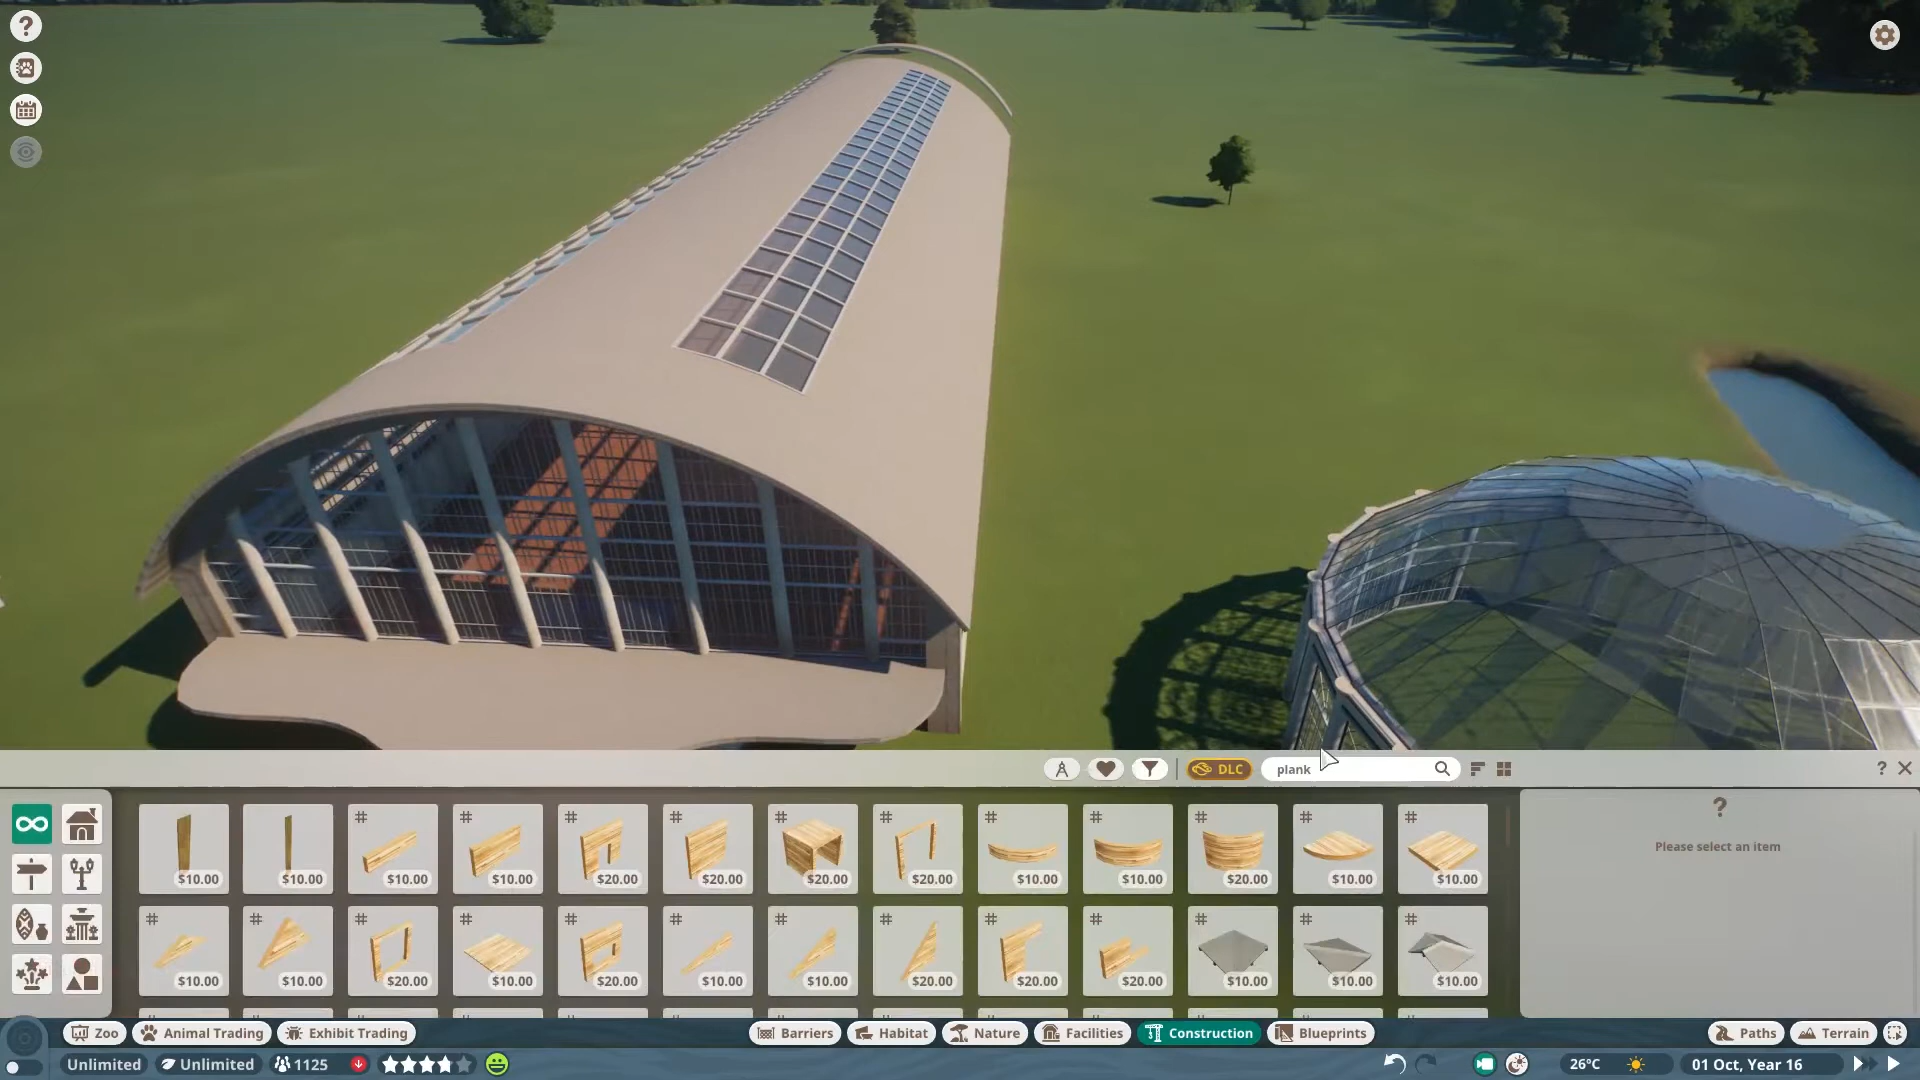 DLC
plank
?
?
Please select an item
$10.00 $10.00 $10.00 $10.00 $20.00 $20.00 $20.00 $20.00 $10.00 $10.00 $20.00 $10.00 $10.00
$10.00 $10.00 $20.00 $10.00 $20.00 $10.00 $10.00 $20.00 $20.00 $20.00 $10.00 $10.00 $10.00
Zoo Animal Trading Exhibit Trading Barriers Habitat Nature Facilities Construction Blueprints Paths Terrain
Unlimited Unlimited 1125 26°C 01 Oct, Year 16